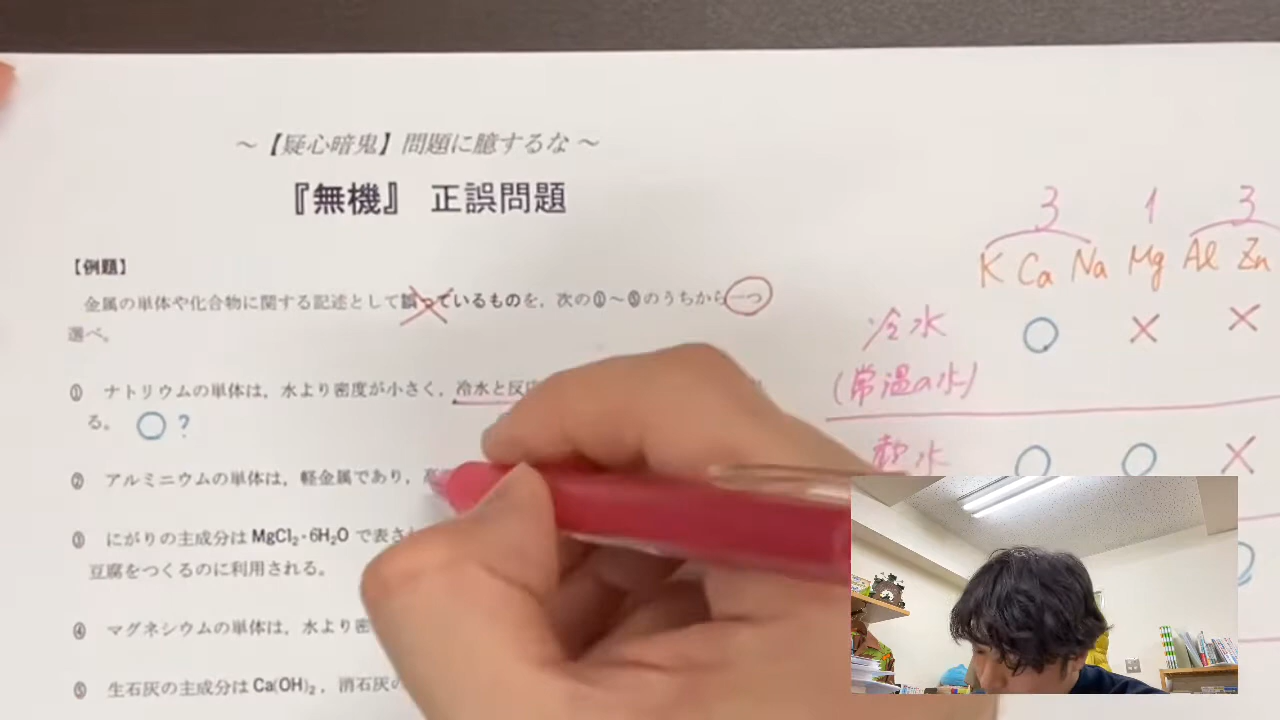 ～【疑心暗鬼】問題に臆するな～
『無機』 正誤問題
【例題】
金属の単体や化合物に関する記述として誤っているものを，次の①～⑤のうちから一つ
選べ。
① ナトリウムの単体は，水より密度が小さく，冷水と反応
る。 ○？
② アルミニウムの単体は，軽金属であり，
③ にがりの主成分は MgCl₂・6H₂O で表さ
豆腐をつくるのに利用される。
④ マグネシウムの単体は，水より密
⑤ 生石灰の主成分は Ca(OH)₂，消石灰の
3 1 3
K Ca Na Mg Al Zn
冷水 ○ × ×
(常温の水)
熱水 ○ ○ ×